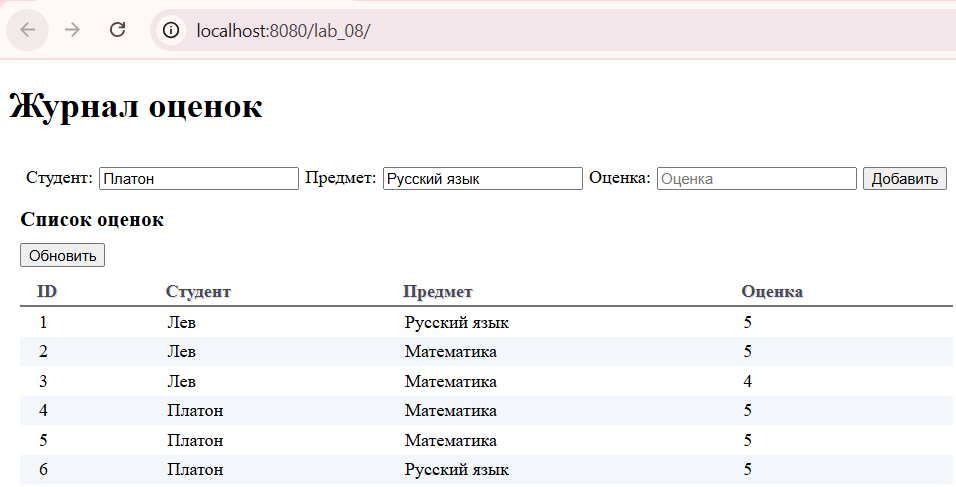 localhost:8080/lab_08/
Журнал оценок
Студент: Платон Предмет: Русский язык Оценка: Оценка Добавить
Список оценок
Обновить
ID Студент Предмет Оценка
1 Лев Русский язык 5
2 Лев Математика 5
3 Лев Математика 4
4 Платон Математика 5
5 Платон Математика 5
6 Платон Русский язык 5